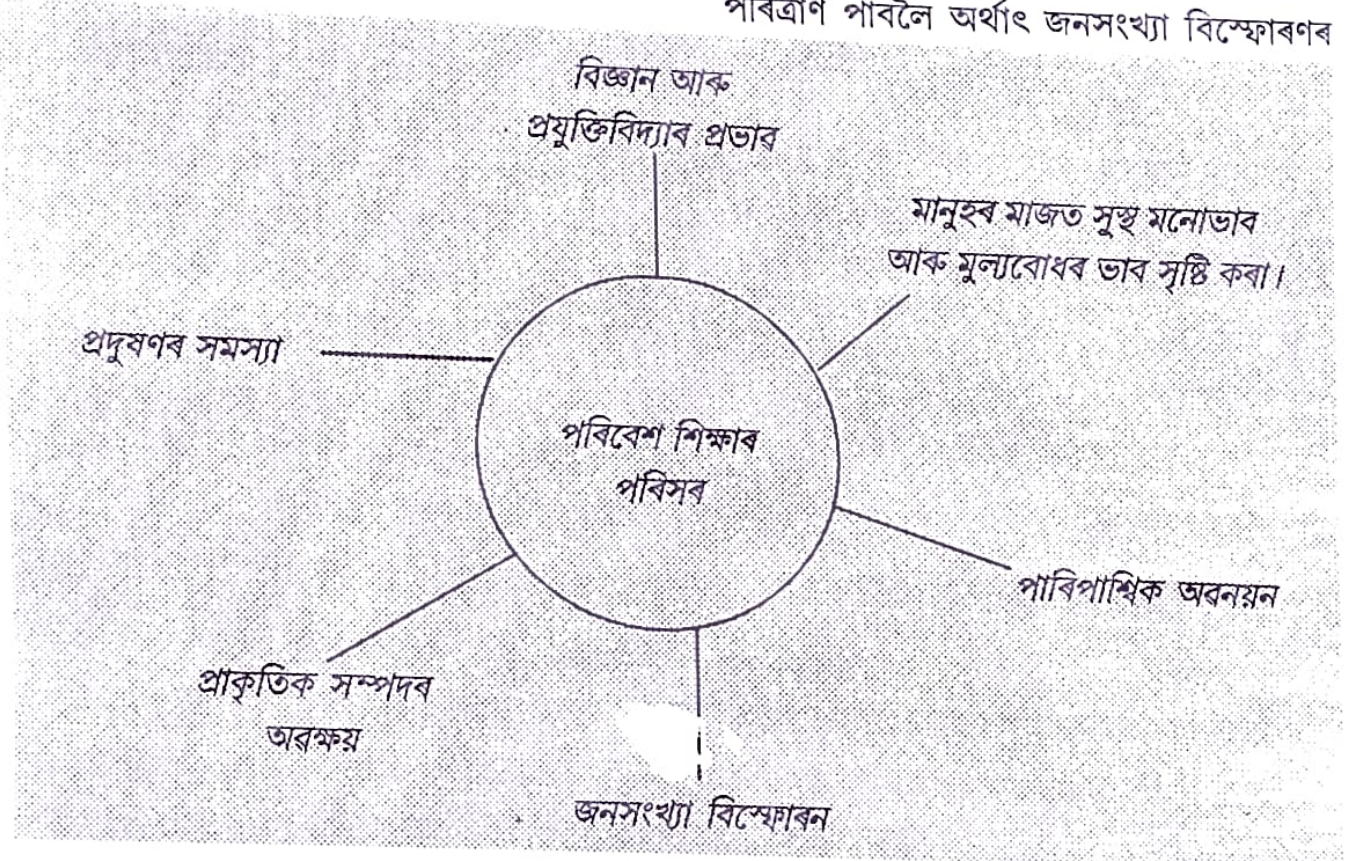 পৰিত্ৰাণ পাবলৈ অৰ্থাৎ জনসংখ্যা বিস্ফোৰণৰ
বিজ্ঞান আৰু
প্ৰযুক্তিবিদ্যাৰ প্ৰভাৱ
মানুহৰ মাজত সুস্থ মনোভাব
আৰু মূল্যবোধৰ ভাব সৃষ্টি কৰা।
প্ৰদুষণৰ সমস্যা
পৰিবেশ শিক্ষাৰ
পৰিসৰ
পাৰিপাশ্বিক অৱনয়ন
প্ৰাকৃতিক সম্পদৰ
অৱক্ষয়
জনসংখ্যা বিস্ফোৰন